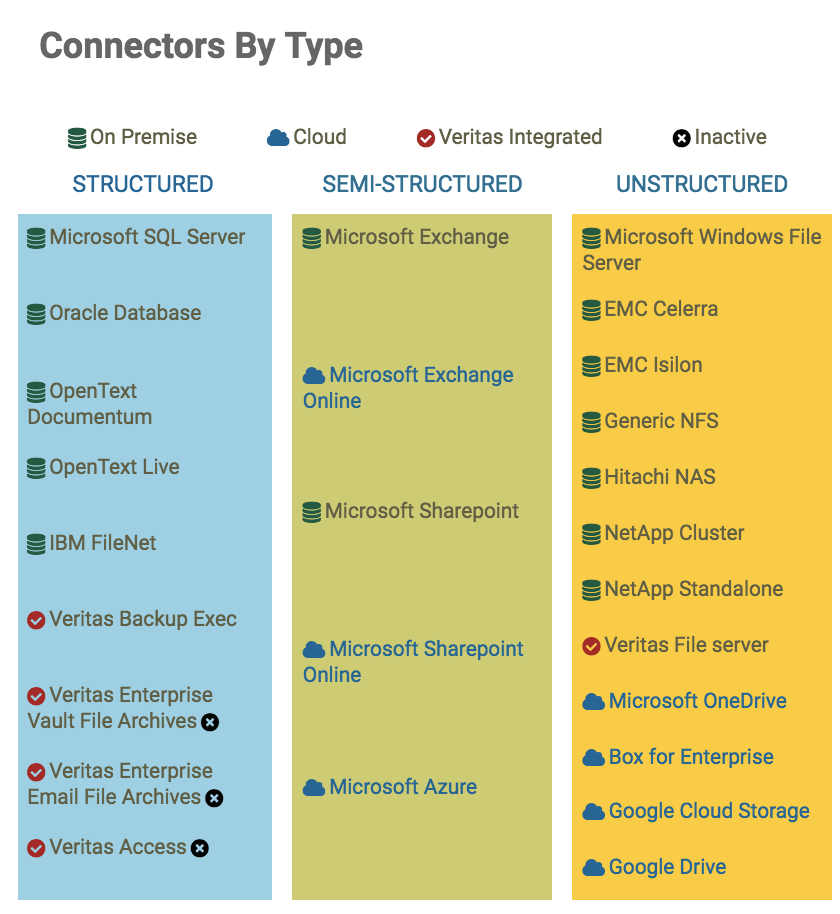 Connectors By Type
On Premise
Cloud
Veritas Integrated
Inactive
STRUCTURED
Microsoft SQL Server
Oracle Database
OpenText
Documentum
OpenText Live
IBM FileNet
Veritas Backup Exec
Veritas Enterprise
Vault File Archives
Veritas Enterprise
Email File Archives
Veritas Access
SEMI-STRUCTURED
Microsoft Exchange
Microsoft Exchange
Online
Microsoft Sharepoint
Microsoft Sharepoint
Online
Microsoft Azure
UNSTRUCTURED
Microsoft Windows File
Server
EMC Celerra
EMC Isilon
Generic NFS
Hitachi NAS
NetApp Cluster
NetApp Standalone
Veritas File server
Microsoft OneDrive
Box for Enterprise
Google Cloud Storage
Google Drive